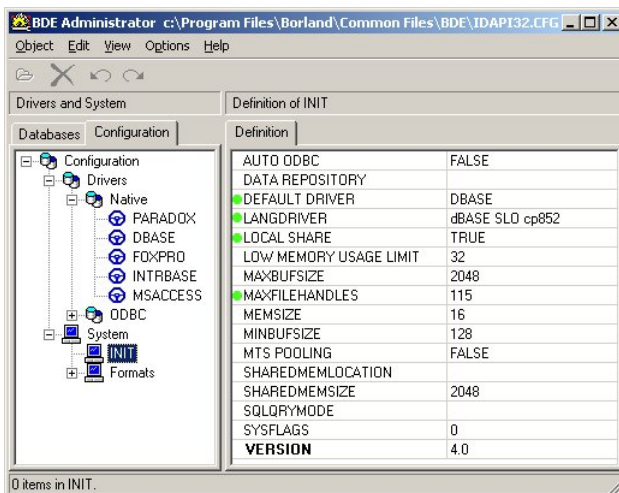 BDE Administrator c:\Program Files\Borland\Common Files\BDE\IDAPI32.CFG
Object Edit View Options Help
Drivers and System
Definition of INIT
Databases Configuration
Definition
Configuration
Drivers
Native
PARADOX
DBASE
FOXPRO
INTRBASE
MSACCESS
ODBC
System
INIT
Formats
AUTO ODBC FALSE
DATA REPOSITORY
DEFAULT DRIVER DBASE
LANGDRIVER dBASE SLO cp852
LOCAL SHARE TRUE
LOW MEMORY USAGE LIMIT 32
MAXBUFSIZE 2048
MAXFILEHANDLES 115
MEMSIZE 16
MINBUFSIZE 128
MTS POOLING FALSE
SHAREDMEMLOCATION
SHAREDMEMSIZE 2048
SQLQRYMODE
SYSFLAGS 0
VERSION 4.0
0 items in INIT.